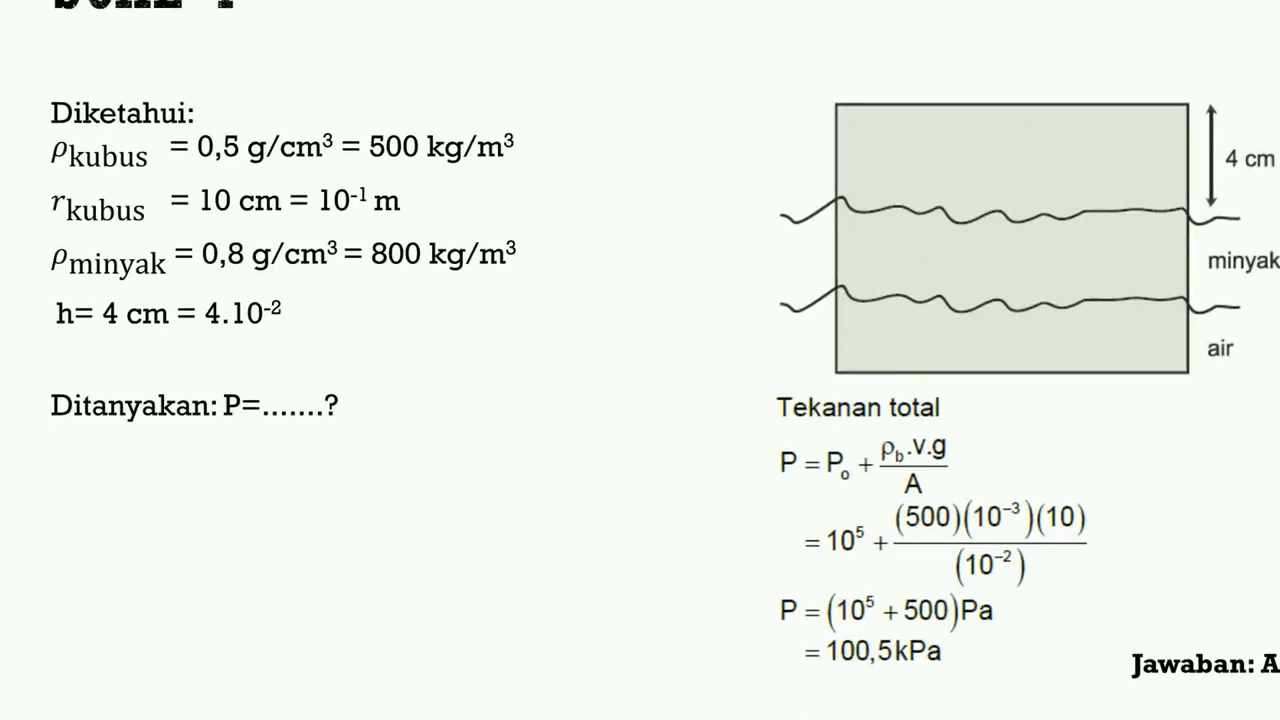 Diketahui:
ρkubus = 0,5 g/cm³ = 500 kg/m³
rkubus = 10 cm = 10⁻¹ m
ρminyak = 0,8 g/cm³ = 800 kg/m³
h= 4 cm = 4.10⁻²
Ditanyakan: P=.......?
4 cm
minyak
air
Tekanan total
P = Pₒ + ρb.v.g / A
= 10⁵ + (500)(10⁻³)(10) / (10⁻²)
P = (10⁵ + 500)Pa
= 100,5kPa
Jawaban: A